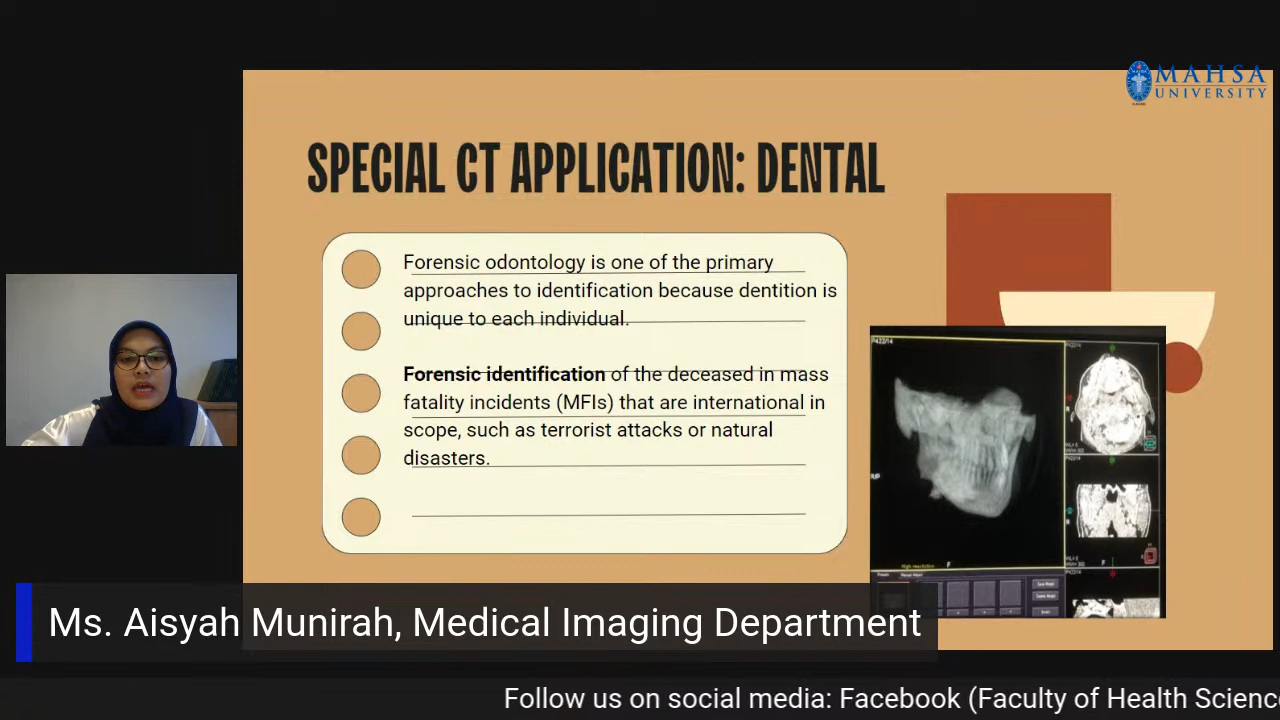 MAHSA
UNIVERSITY
SPECIAL CT APPLICATION: DENTAL
Forensic odontology is one of the primary
approaches to identification because dentition is
unique to each individual.
Forensic identification of the deceased in mass
fatality incidents (MFIs) that are international in
scope, such as terrorist attacks or natural
disasters.
Ms. Aisyah Munirah, Medical Imaging Department
Follow us on social media: Facebook (Faculty of Health Scienc